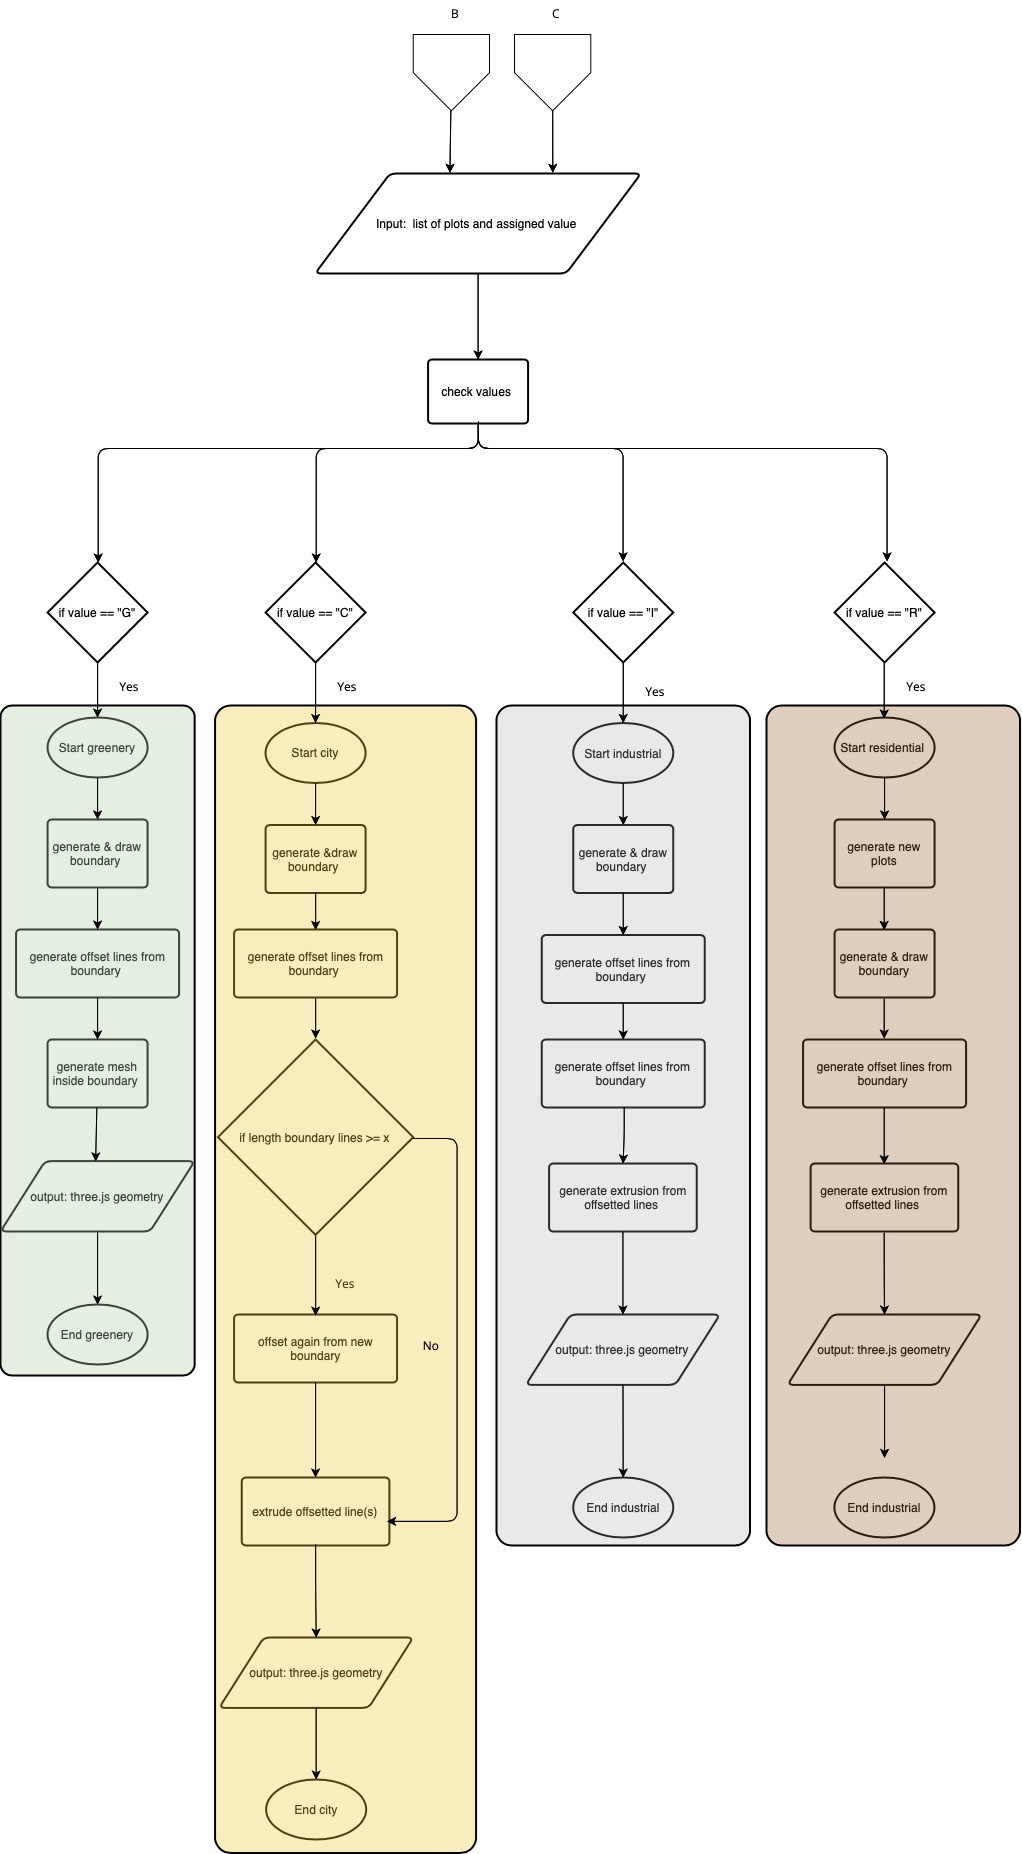 B
C
Input:  list of plots and assigned value
check values
if value == "G"
if value == "C"
if value == "I"
if value == "R"
Yes
Yes
Yes
Yes
Start greenery
generate & draw
boundary
generate offset lines from
boundary
generate mesh
inside boundary
output: three.js geometry
End greenery
Start city
generate &draw
boundary
generate offset lines from
boundary
if length boundary lines >= x
Yes
No
offset again from new
boundary
extrude offsetted line(s)
output: three.js geometry
End city
Start industrial
generate & draw
boundary
generate offset lines from
boundary
generate offset lines from
boundary
generate extrusion from
offsetted lines
output: three.js geometry
End industrial
Start residential
generate new
plots
generate & draw
boundary
generate offset lines from
boundary
generate extrusion from
offsetted lines
output: three.js geometry
End industrial